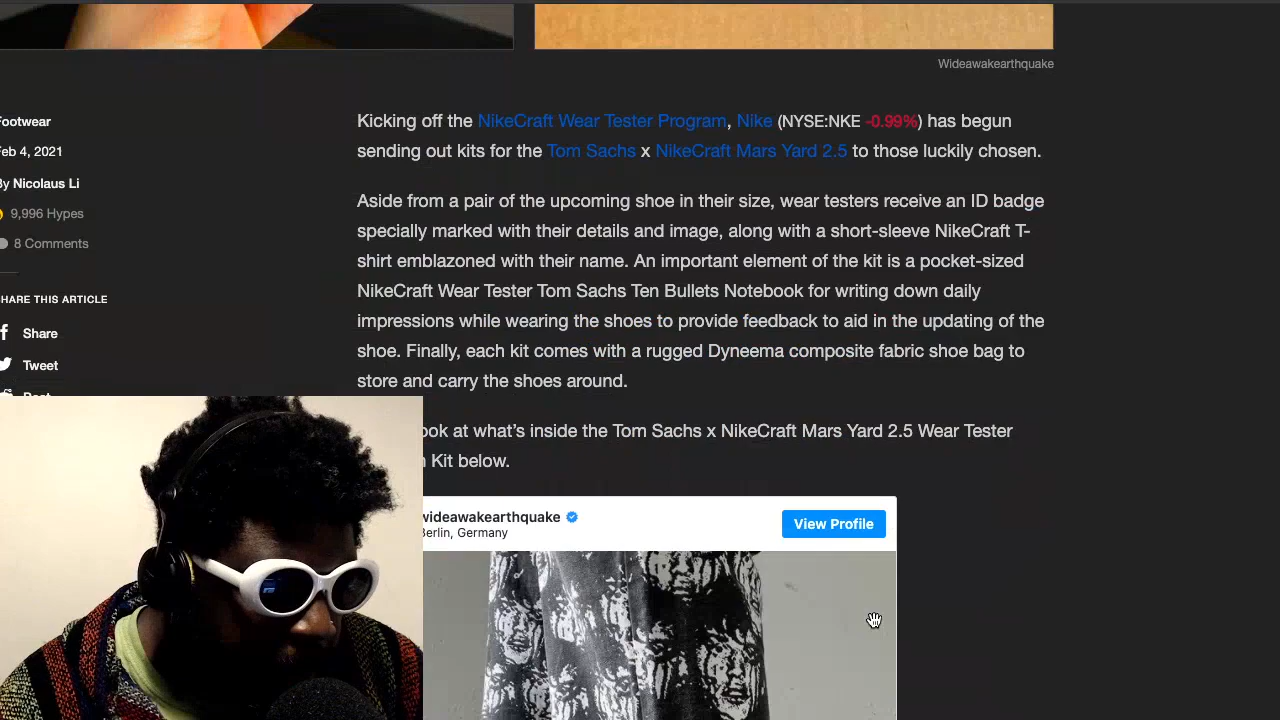 Wideawakearthquake
Footwear
Feb 4, 2021
By Nicolaus Li
9,996 Hypes
8 Comments
SHARE THIS ARTICLE
Share
Tweet
Kicking off the NikeCraft Wear Tester Program, Nike (NYSE:NKE -0.99%) has begun
sending out kits for the Tom Sachs x NikeCraft Mars Yard 2.5 to those luckily chosen.
Aside from a pair of the upcoming shoe in their size, wear testers receive an ID badge
specially marked with their details and image, along with a short-sleeve NikeCraft T-
shirt emblazoned with their name. An important element of the kit is a pocket-sized
NikeCraft Wear Tester Tom Sachs Ten Bullets Notebook for writing down daily
impressions while wearing the shoes to provide feedback to aid in the updating of the
shoe. Finally, each kit comes with a rugged Dyneema composite fabric shoe bag to
store and carry the shoes around.
at what's inside the Tom Sachs x NikeCraft Mars Yard 2.5 Wear Tester
Kit below.
wideawakearthquake
Berlin, Germany
View Profile